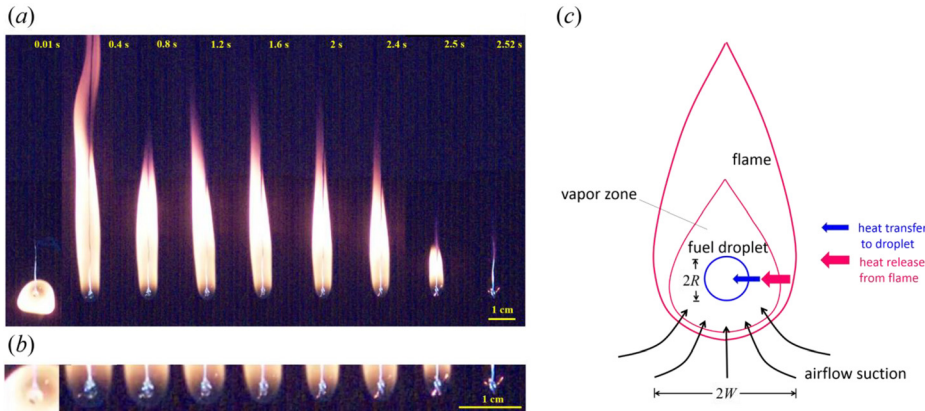 (a)
0.01 s 0.4 s 0.8 s 1.2 s 1.6 s 2 s 2.4 s 2.5 s 2.52 s
1 cm
(b)
1 cm
(c)
flame
vapor zone
fuel droplet
2R
heat transfer
to droplet
heat release
from flame
airflow suction
2W